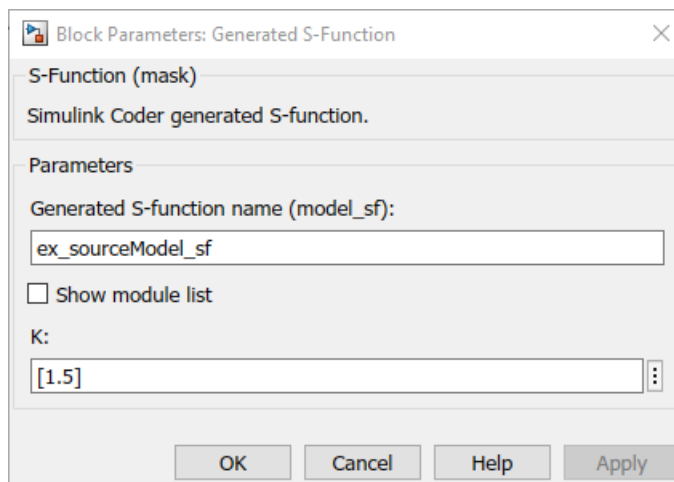 Block Parameters: Generated S-Function
S-Function (mask)
Simulink Coder generated S-function.
Parameters
Generated S-function name (model_sf):
ex_sourceModel_sf
Show module list
K:
[1.5]
OK Cancel Help Apply